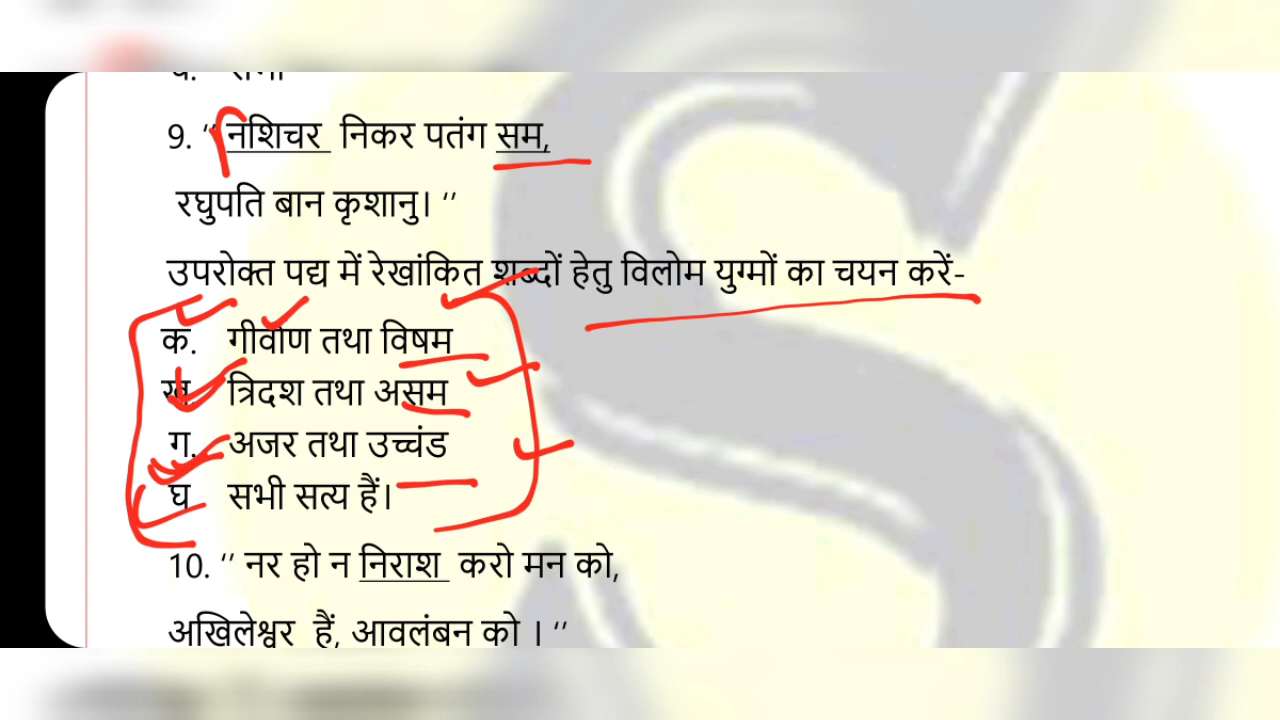 9. ‘‘ नशिचर निकर पतंग सम,
रघुपति बान कृशानु। ’’
उपरोक्त पद्य में रेखांकित शब्दों हेतु विलोम युग्मों का चयन करें-
क. गीर्वाण तथा विषम
ख. त्रिदश तथा असम
ग. अजर तथा उच्चंड
घ. सभी सत्य हैं।
10. ‘‘ नर हो न निराश करो मन को,
अखिलेश्वर हैं, आवलंबन को । ’’